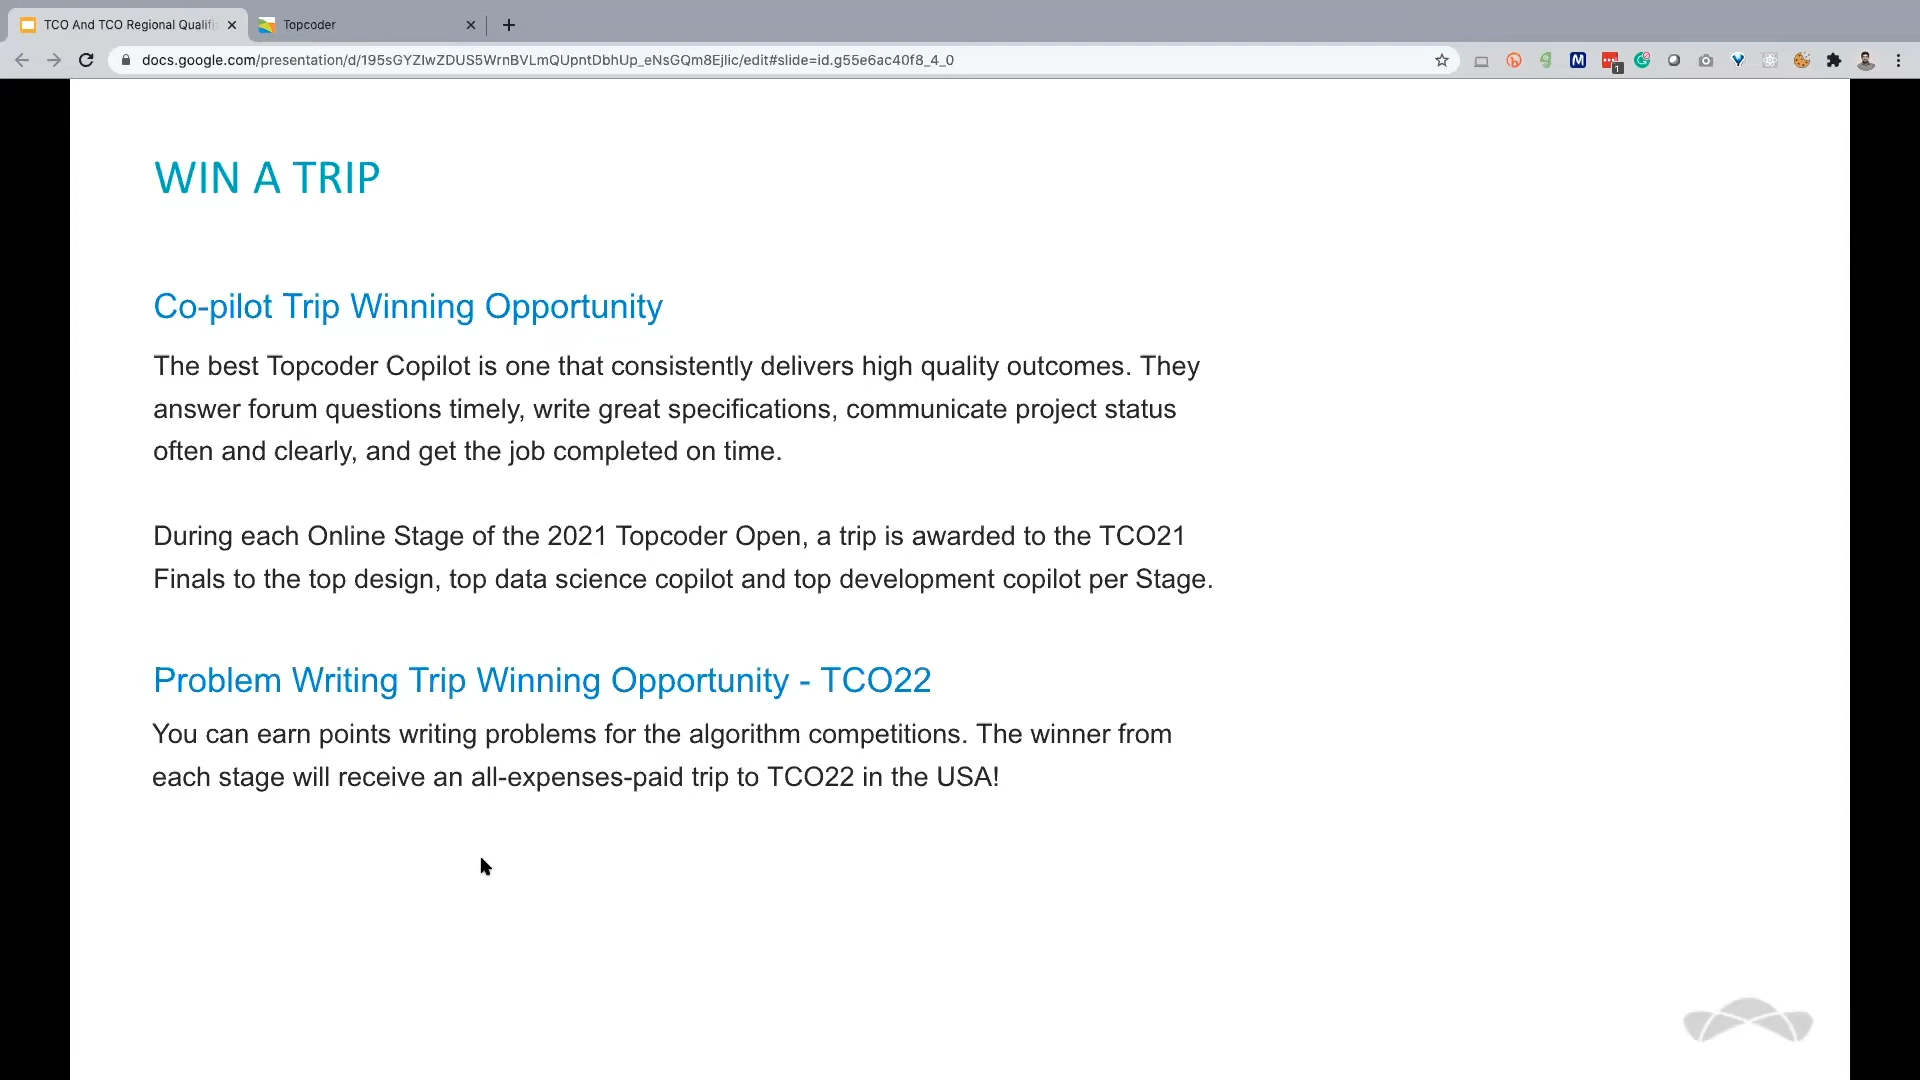 TCO And TCO Regional Qualifi
Topcoder
docs.google.com/presentation/d/195sGYZIwZDUS5WrnBVLmQUpntDbhUp_eNsGQm8EjIic/edit#slide=id.g55e6ac40f8_4_0
M
1
WIN A TRIP
Co-pilot Trip Winning Opportunity
The best Topcoder Copilot is one that consistently delivers high quality outcomes. They
answer forum questions timely, write great specifications, communicate project status
often and clearly, and get the job completed on time.
During each Online Stage of the 2021 Topcoder Open, a trip is awarded to the TCO21
Finals to the top design, top data science copilot and top development copilot per Stage.
Problem Writing Trip Winning Opportunity - TCO22
You can earn points writing problems for the algorithm competitions. The winner from
each stage will receive an all-expenses-paid trip to TCO22 in the USA!